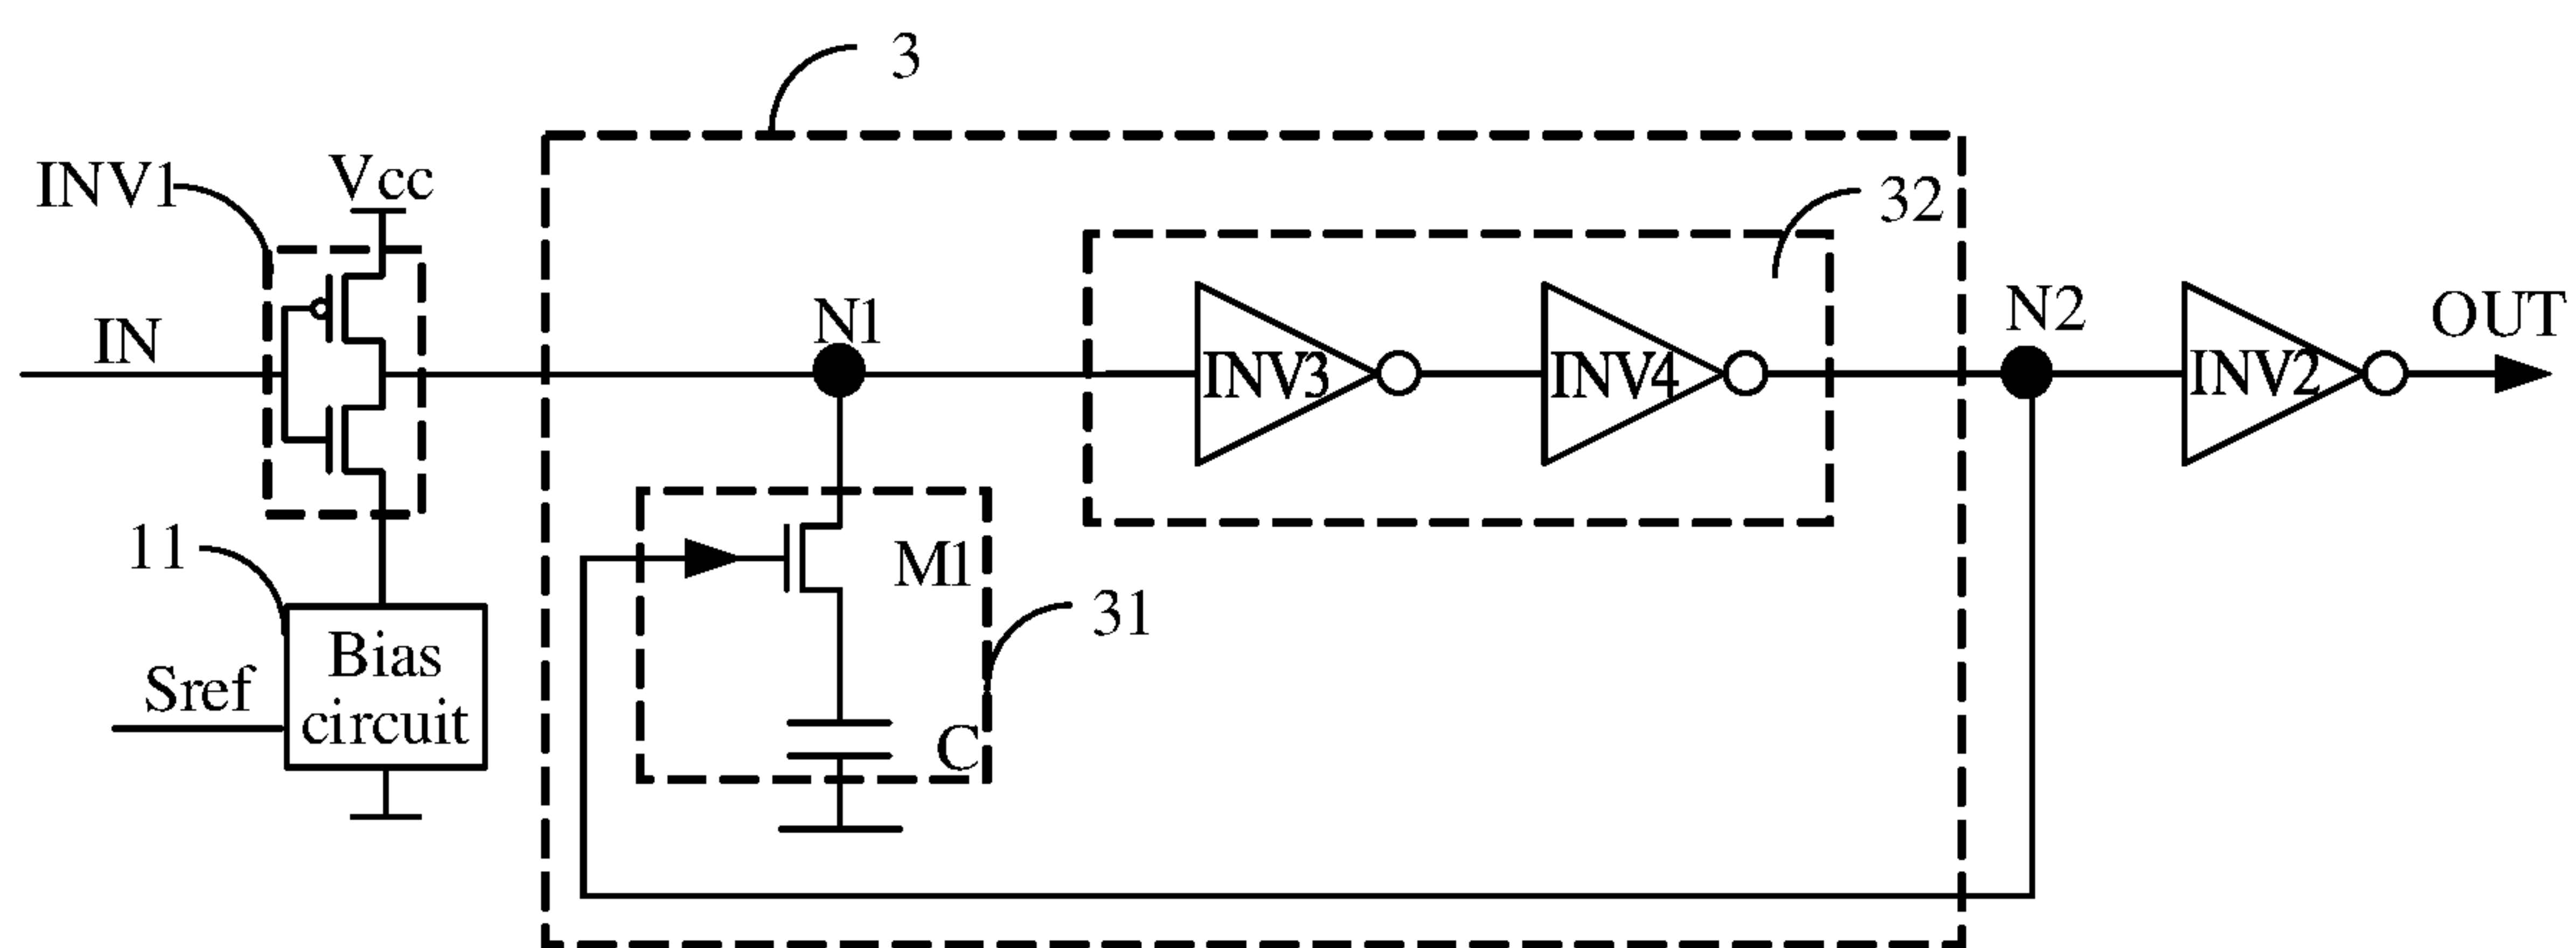 3
INV1
Vcc
32
IN
N1
INV3
INV4
N2
INV2
OUT
11
M1
31
Bias
circuit
Sref
C